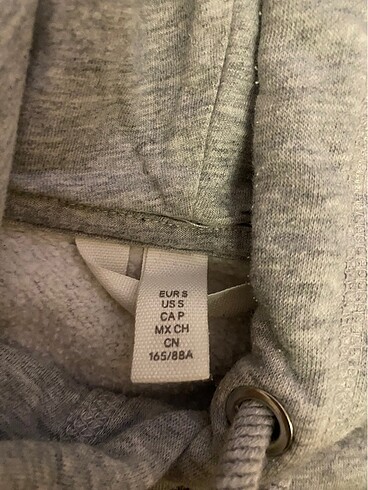 EUR S
US S
CA P
MX CH
CN
165/88A